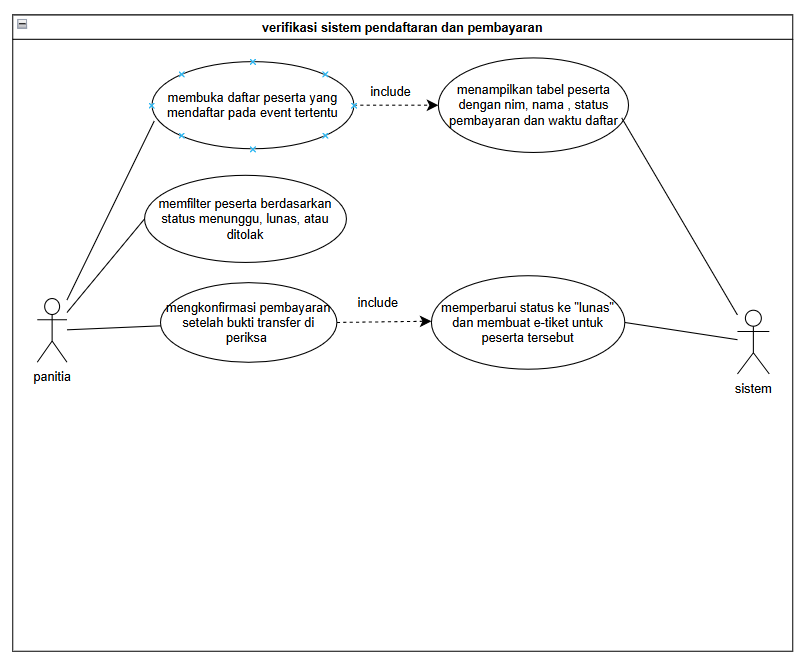 verifikasi sistem pendaftaran dan pembayaran
membuka daftar peserta yang
mendaftar pada event tertentu
include
menampilkan tabel peserta
dengan nim, nama , status
pembayaran dan waktu daftar
memfilter peserta berdasarkan
status menunggu, lunas, atau
ditolak
mengkonfirmasi pembayaran
setelah bukti transfer di
periksa
include
memperbarui status ke "lunas"
dan membuat e-tiket untuk
peserta tersebut
panitia
sistem